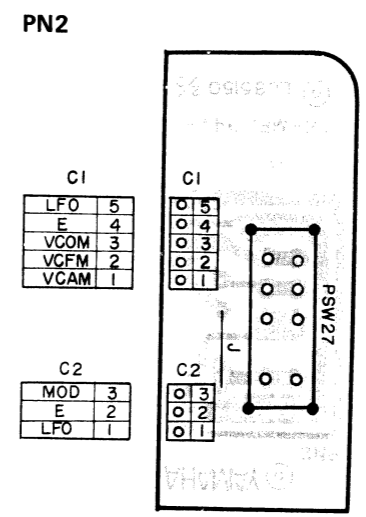 PN2
C1
LFO 5
E 4
VCOM 3
VCFM 2
VCAM 1
C1
5
4
3
2
1
PSW27
J
C2
MOD 3
E 2
LFO 1
C2
3
2
1
YAMAHA